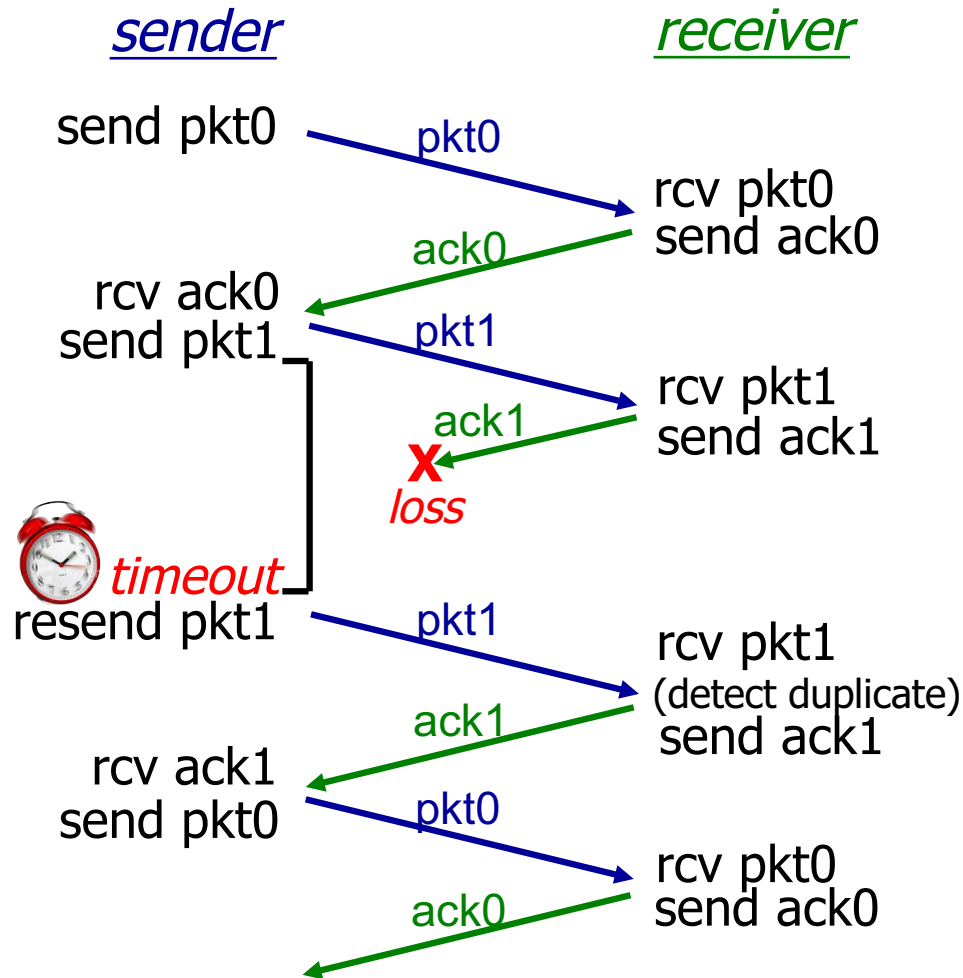 sender
receiver
send pkt0
pkt0
rcv pkt0
send ack0
ack0
rcv ack0
send pkt1
pkt1
rcv pkt1
send ack1
ack1
X
loss
timeout
resend pkt1
pkt1
rcv pkt1
(detect duplicate)
send ack1
ack1
rcv ack1
send pkt0
pkt0
rcv pkt0
send ack0
ack0